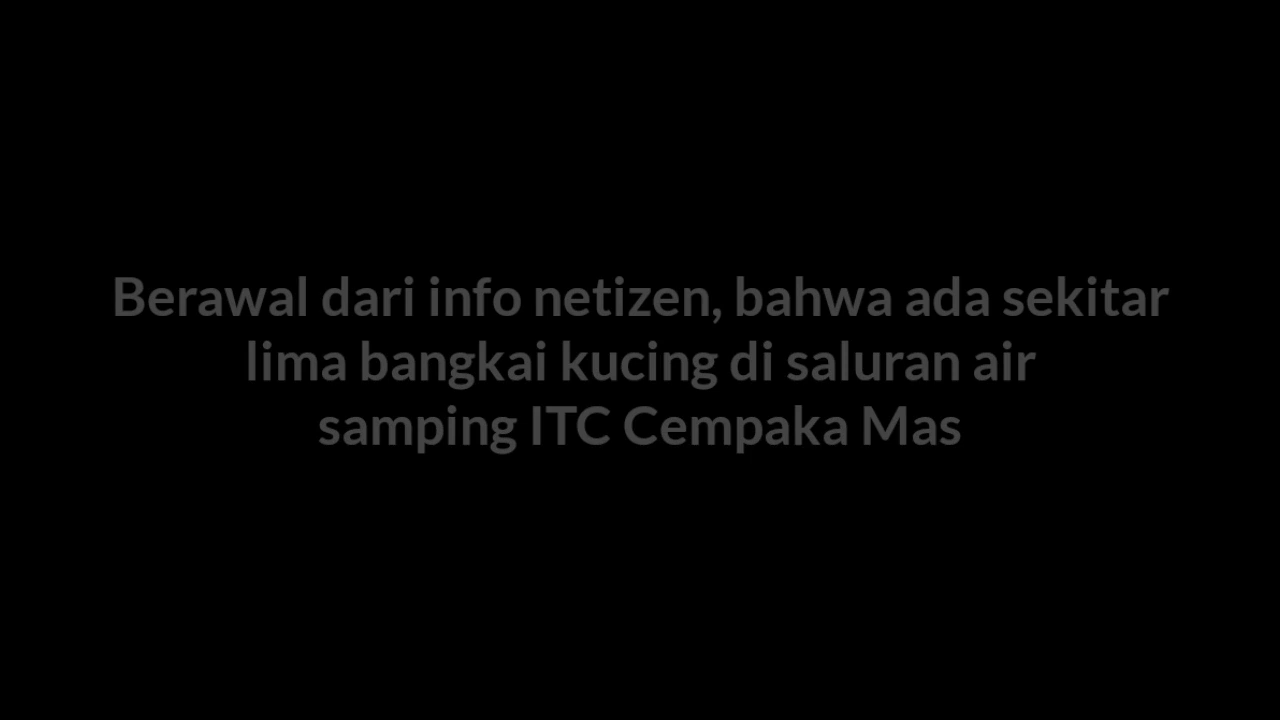 Berawal dari info netizen, bahwa ada sekitar
lima bangkai kucing di saluran air
samping ITC Cempaka Mas